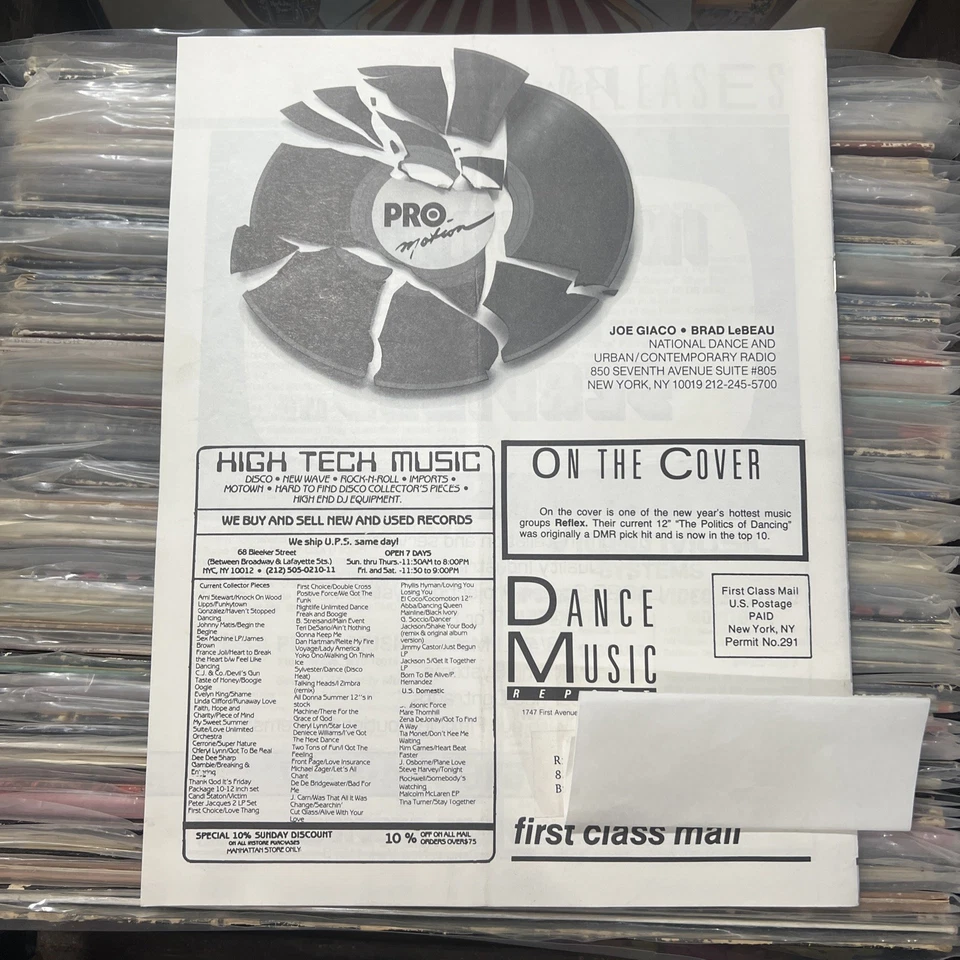 PRO
motion
JOE GIACO • BRAD LeBEAU
NATIONAL DANCE AND
URBAN/CONTEMPORARY RADIO
850 SEVENTH AVENUE SUITE #805
NEW YORK, NY 10019 212-245-5700
HIGH TECH MUSIC
DISCO • NEW WAVE • ROCK-N-ROLL • IMPORTS •
MOTOWN • HARD TO FIND DISCO COLLECTOR'S PIECES •
HIGH END DJ EQUIPMENT.
WE BUY AND SELL NEW AND USED RECORDS
We ship U.P.S. same day!
68 Bleeker Street
(Between Broadway & Lafayette Sts.)
NYC, NY 10012 • (212) 505-0210-11
OPEN 7 DAYS
Sun. thru Thurs.-11:30AM to 8:00PM
Fri. and Sat. -11:30 to 9:00PM
Current Collector Pieces
Ami Stewart/Knock On Wood
Lipps/Funkytown
Gonzalez/Haven't Stopped
Dancing
Johnny Matis/Begin the
Begine
Sex Machine LP/James
Brown
France Joli/Heart to Break
the Heart b/w Feel Like
Dancing
C.J. & Co./Devil's Gun
Taste of Honey/Boogie
Oogie
Evelyn King/Shame
Linda Clifford/Runaway Love
Faith, Hope and
Charity/Piece of Mind
My Sweet Summer
Suite/Love Unlimited
Orchestra
Cerrone/Super Nature
Cheryl Lynn/Got To Be Real
Dee Dee Sharp
Gamble/Breaking &
Thank God It's Friday
Package 10-12 inch set
Candi Staton/Victim
Peter Jacques 2 LP Set
First Choice/Love Thang
First Choice/Double Cross
Positive Force/We Got The
Funk
Nightlife Unlimited Dance
Freak and Boogie
B. Streisand/Main Event
Teri DeSario/Ain't Nothing
Gonna Keep Me
Dan Hartman/Relite My Fire
Voyage/Lady America
Yoko Ono/Walking On Think
Ice
Sylvester/Dance (Disco
Heat)
Talking Heads/I Zimbra
(remix)
All Donna Summer 12"s in
stock
Machine/There For the
Grace of God
Cheryl Lynn/Star Love
Deniece Williams/I've Got
The Next Dance
Two Tons of Fun/I Got The
Feeling
Front Page/Love Insurance
Michael Zager/Let's All
Chant
De De Bridgewater/Bad For
Me
J. Carn/Was That All It Was
Change/Searchin'
Cut Glass/Alive With Your
Love
Phyllis Hyman/Loving You
Losing You
El Coco/Cocomotion 12"
Abba/Dancing Queen
Mainline/Black Ivory
G. Soccio/Dancer
Jackson/Shake Your Body
(remix & original album
version)
Jimmy Castor/Just Begun
LP
Jackson 5/Get It Together
LP
Born To Be Alive/P.
Hernandez
U.S. Domestic
Force
Mare Thornhill
Zena DeJonay/Got To Find
A Way
Tia Monet/Don't Kee Me
Waiting
Kim Carnes/Heart Beat
Faster
J. Osborne/Plane Love
Steve Harvey/Tonight
Rockwell/Somebody's
Watching
Malcolm McLaren EP
Tina Turner/Stay Together
SPECIAL 10% SUNDAY DISCOUNT
ON ALL INSTORE PURCHASES
MANHATTAN STORE ONLY
10 % OFF ON ALL MAIL
ORDERS OVER $75
ON THE COVER
On the cover is one of the new year's hottest music
groups Reflex. Their current 12" "The Politics of Dancing"
was originally a DMR pick hit and is now in the top 10.
DANCE
MUSIC
REPORT
First Class Mail
U.S. Postage
PAID
New York, NY
Permit No.291
1747 First Avenue
R
8
B
first class mail